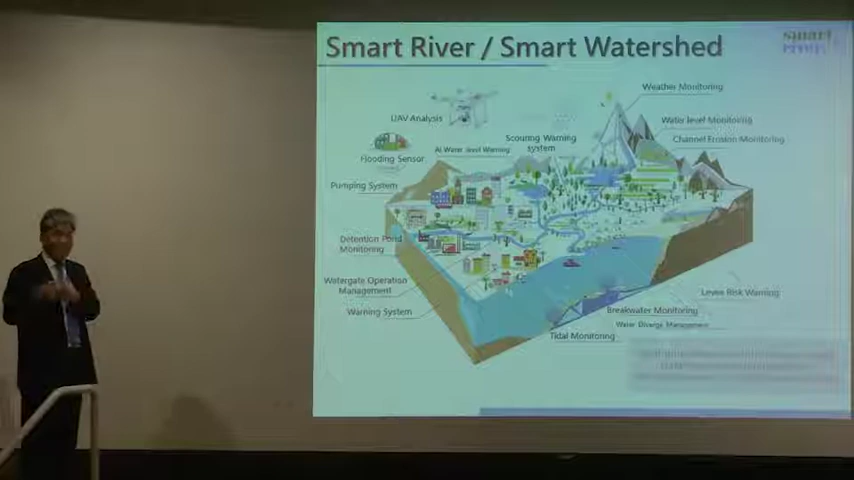 Smart River / Smart Watershed
smart
Weather Monitoring
UAV Analysis
Water level Monitoring
Scouring Warning
system
Channel Erosion Monitoring
AI Water level Warning
Flooding Sensor
Pumping System
Detention Pond
Monitoring
Watergate Operation
Management
Levee Risk Warning
Warning System
Breakwater Monitoring
Water Diverge Management
Tidal Monitoring